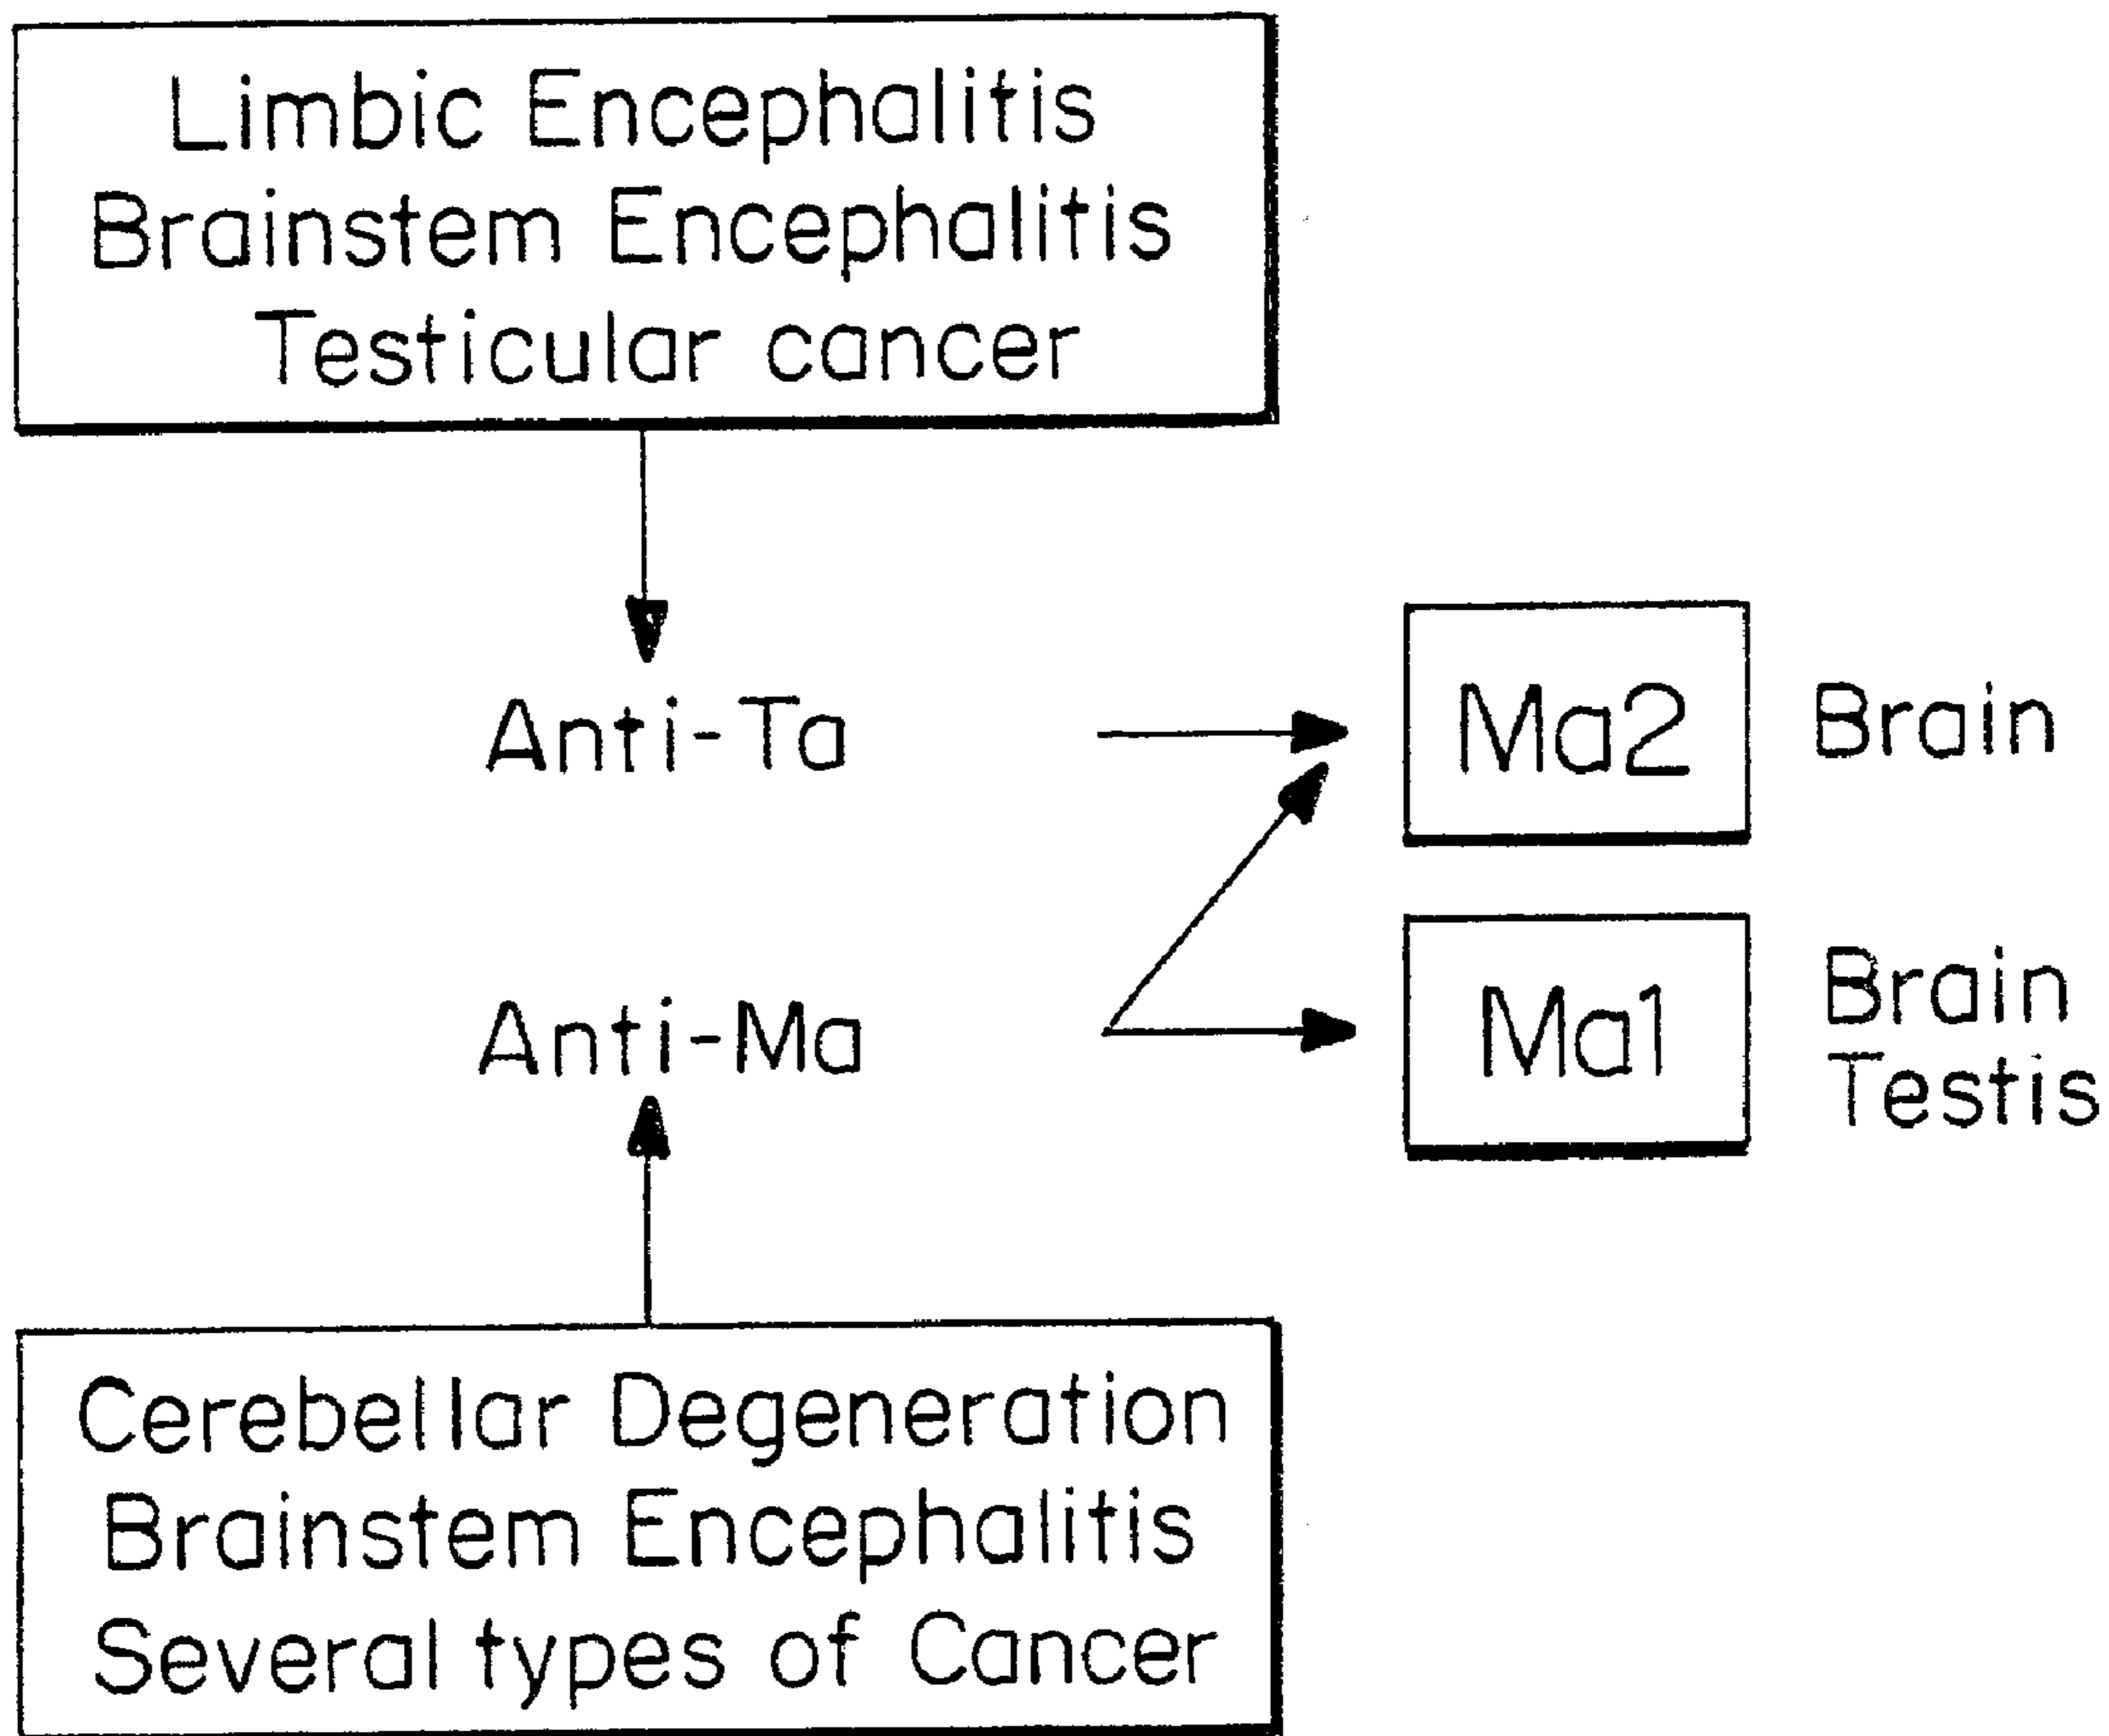 Limbic Encephalitis
Brainstem Encephalitis
Testicular cancer
Anti-Ta
Ma2
Brain
Anti-Ma
Ma1
Brain
Testis
Cerebellar Degeneration
Brainstem Encephalitis
Several types of Cancer